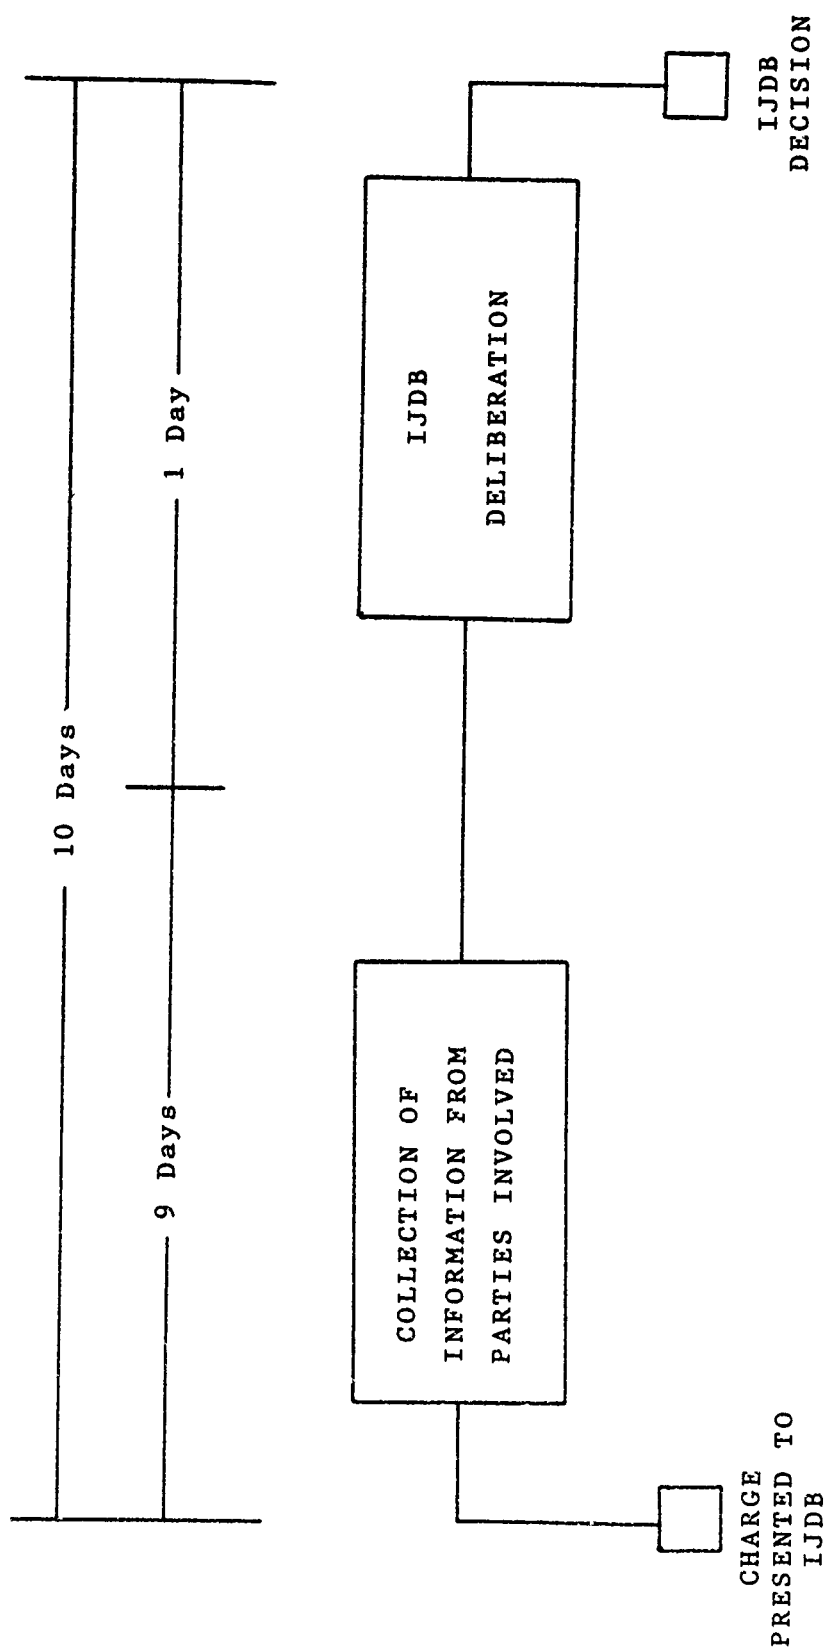 10 Days
9 Days
1 Day
COLLECTION OF
INFORMATION FROM
PARTIES INVOLVED
IJDB
DELIBERATION
CHARGE
PRESENTED TO
IJDB
IJDB
DECISION